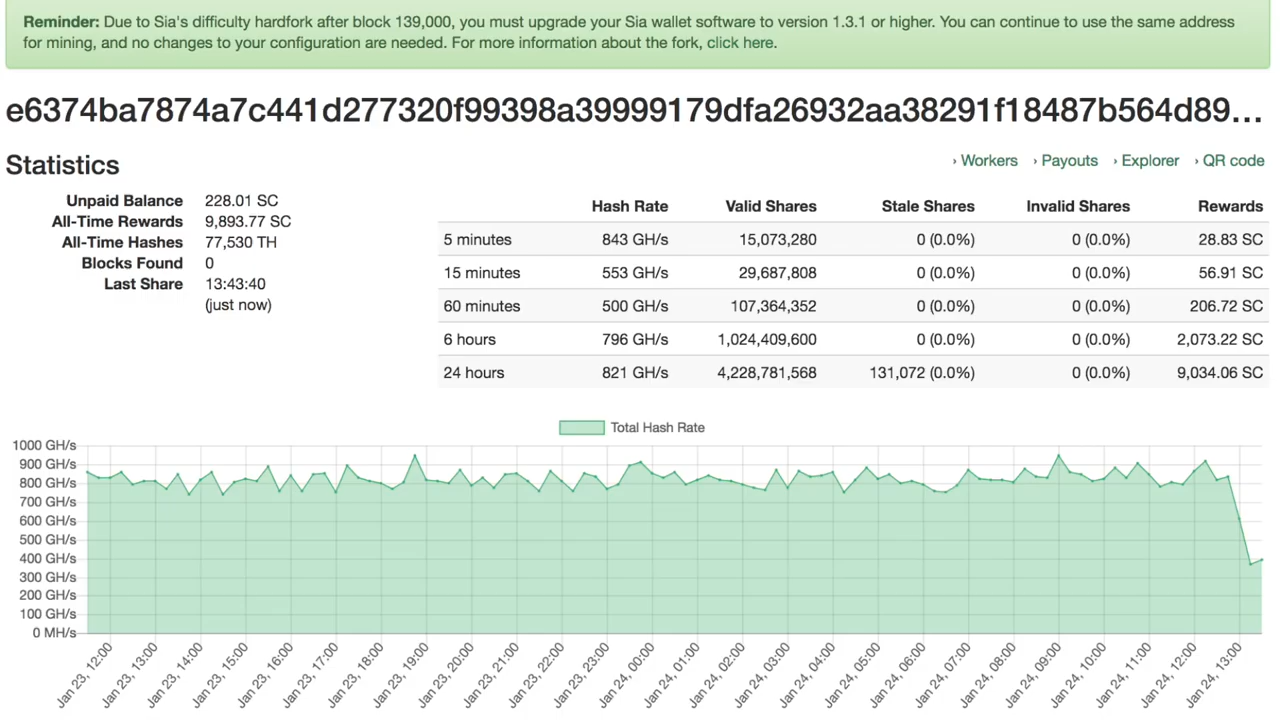 Reminder: Due to Sia's difficulty hardfork after block 139,000, you must upgrade your Sia wallet software to version 1.3.1 or higher. You can continue to use the same address
for mining, and no changes to your configuration are needed. For more information about the fork, click here.
e6374ba7874a7c441d277320f99398a39999179dfa26932aa38291f18487b564d89...
Statistics
› Workers › Payouts › Explorer › QR code
Unpaid Balance 228.01 SC
All-Time Rewards 9,893.77 SC
All-Time Hashes 77,530 TH
Blocks Found 0
Last Share 13:43:40
(just now)
Hash Rate Valid Shares Stale Shares Invalid Shares Rewards
5 minutes 843 GH/s 15,073,280 0 (0.0%) 0 (0.0%) 28.83 SC
15 minutes 553 GH/s 29,687,808 0 (0.0%) 0 (0.0%) 56.91 SC
60 minutes 500 GH/s 107,364,352 0 (0.0%) 0 (0.0%) 206.72 SC
6 hours 796 GH/s 1,024,409,600 0 (0.0%) 0 (0.0%) 2,073.22 SC
24 hours 821 GH/s 4,228,781,568 131,072 (0.0%) 0 (0.0%) 9,034.06 SC
Total Hash Rate
1000 GH/s
900 GH/s
800 GH/s
700 GH/s
600 GH/s
500 GH/s
400 GH/s
300 GH/s
200 GH/s
100 GH/s
0 MH/s
Jan 23, 12:00
Jan 23, 13:00
Jan 23, 14:00
Jan 23, 15:00
Jan 23, 16:00
Jan 23, 17:00
Jan 23, 18:00
Jan 23, 19:00
Jan 23, 20:00
Jan 23, 21:00
Jan 23, 22:00
Jan 23, 23:00
Jan 24, 00:00
Jan 24, 01:00
Jan 24, 02:00
Jan 24, 03:00
Jan 24, 04:00
Jan 24, 05:00
Jan 24, 06:00
Jan 24, 07:00
Jan 24, 08:00
Jan 24, 09:00
Jan 24, 10:00
Jan 24, 11:00
Jan 24, 12:00
Jan 24, 13:00